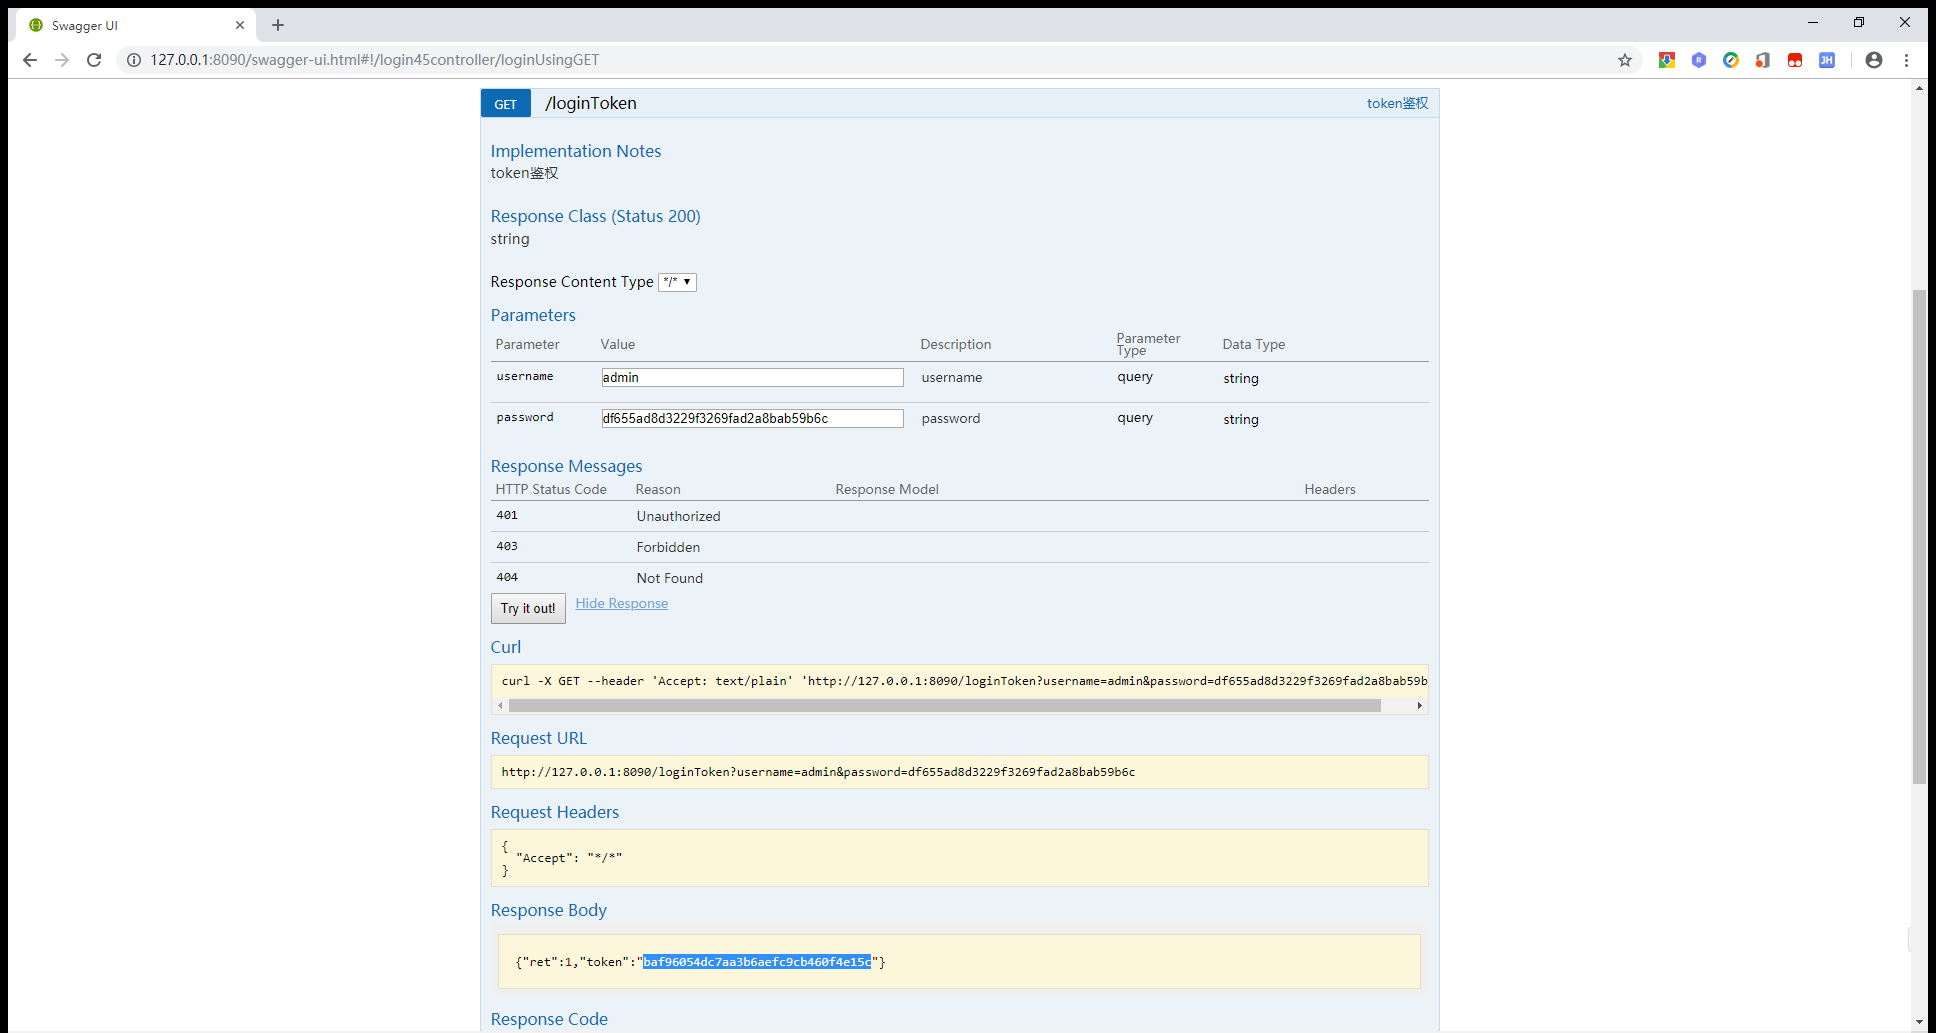 Swagger UI
127.0.0.1:8090/swagger-ui.html#!/login45controller/loginUsingGET
GET /loginToken token鉴权
Implementation Notes
token鉴权
Response Class (Status 200)
string
Response Content Type */*
Parameters
Parameter Value Description Parameter Type Data Type
username admin username query string
password df655ad8d3229f3269fad2a8bab59b6c password query string
Response Messages
HTTP Status Code Reason Response Model Headers
401 Unauthorized
403 Forbidden
404 Not Found
Try it out! Hide Response
Curl
curl -X GET --header 'Accept: text/plain' 'http://127.0.0.1:8090/loginToken?username=admin&password=df655ad8d3229f3269fad2a8bab59b
Request URL
http://127.0.0.1:8090/loginToken?username=admin&password=df655ad8d3229f3269fad2a8bab59b6c
Request Headers
{
"Accept": "*/*"
}
Response Body
{"ret":1,"token":"baf96054dc7aa3b6aefc9cb460f4e15c"}
Response Code